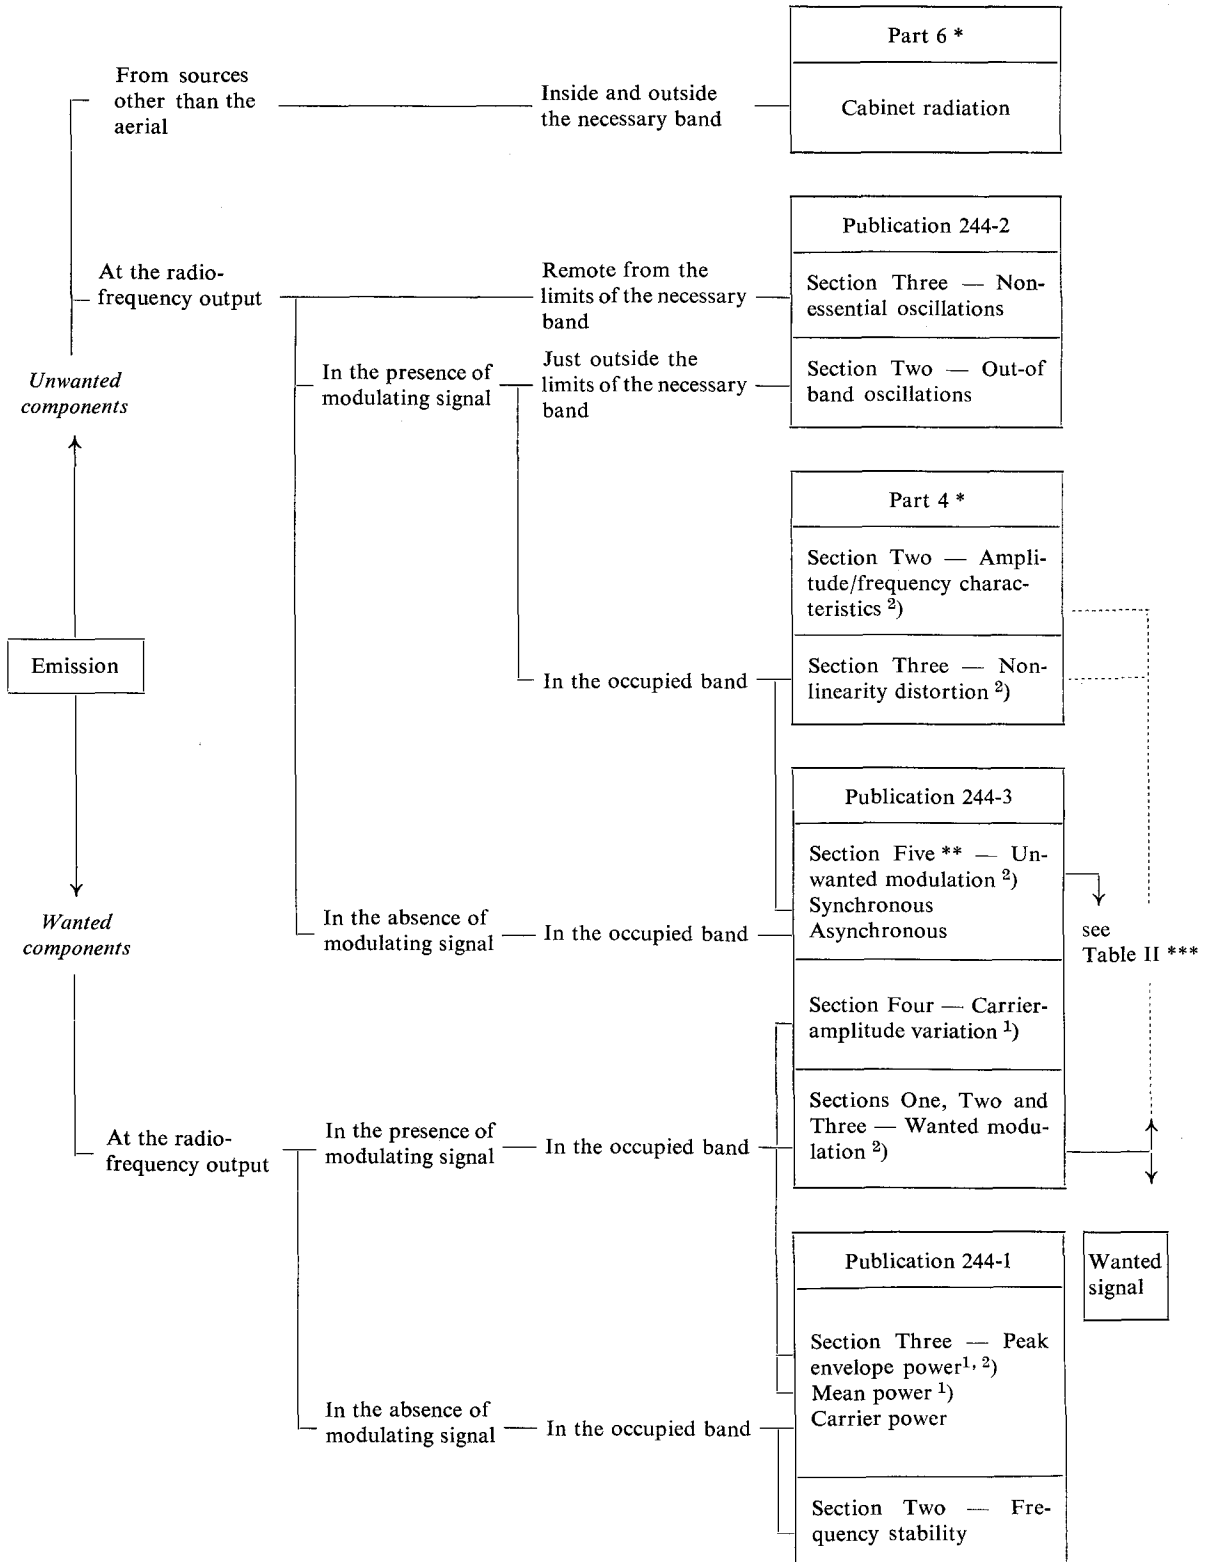 Part 6 *
From sources
other than the
aerial
Inside and outside
the necessary band
Cabinet radiation
Publication 244-2
At the radio-
frequency output
Remote from the
limits of the necessary
band
Section Three — Non-
essential oscillations
Unwanted
components
In the presence of
modulating signal
Just outside the
limits of the necessary
band
Section Two — Out-of
band oscillations
Part 4 *
Section Two — Ampli-
tude/frequency charac-
teristics ²)
Emission
In the occupied band
Section Three — Non-
linearity distortion ²)
Publication 244-3
Wanted
components
In the absence of
modulating signal
In the occupied band
Section Five ** — Un-
wanted modulation ²)
Synchronous
Asynchronous
see
Table II ***
Section Four — Carrier-
amplitude variation ¹)
At the radio-
frequency output
In the presence of
modulating signal
In the occupied band
Sections One, Two and
Three — Wanted modu-
lation ²)
Publication 244-1
Wanted
signal
Section Three — Peak
envelope power¹, ²)
Mean power ¹)
Carrier power
In the absence of
modulating signal
In the occupied band
Section Two — Fre-
quency stability